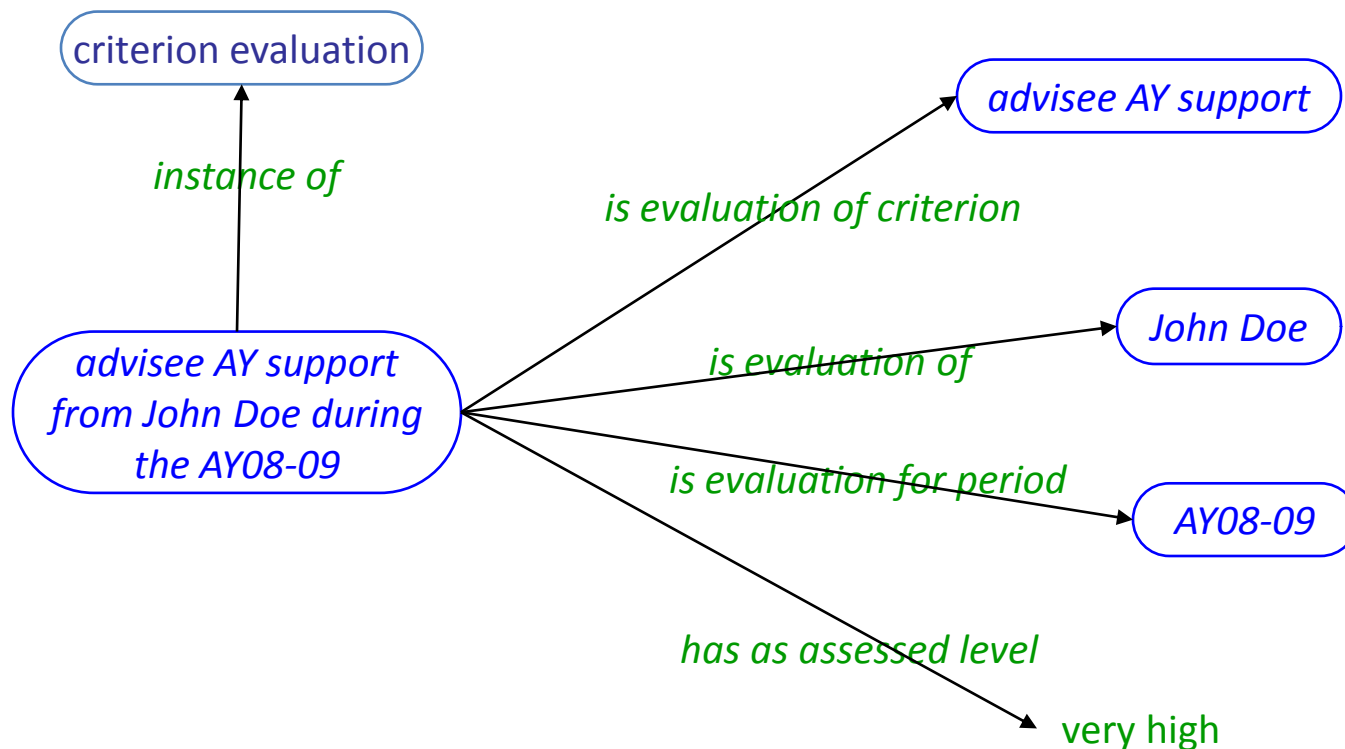 criterion evaluation
advisee AY support
instance of
is evaluation of criterion
John Doe
advisee AY support
from John Doe during
the AY08-09
is evaluation of
is evaluation for period
AY08-09
has as assessed level
very high